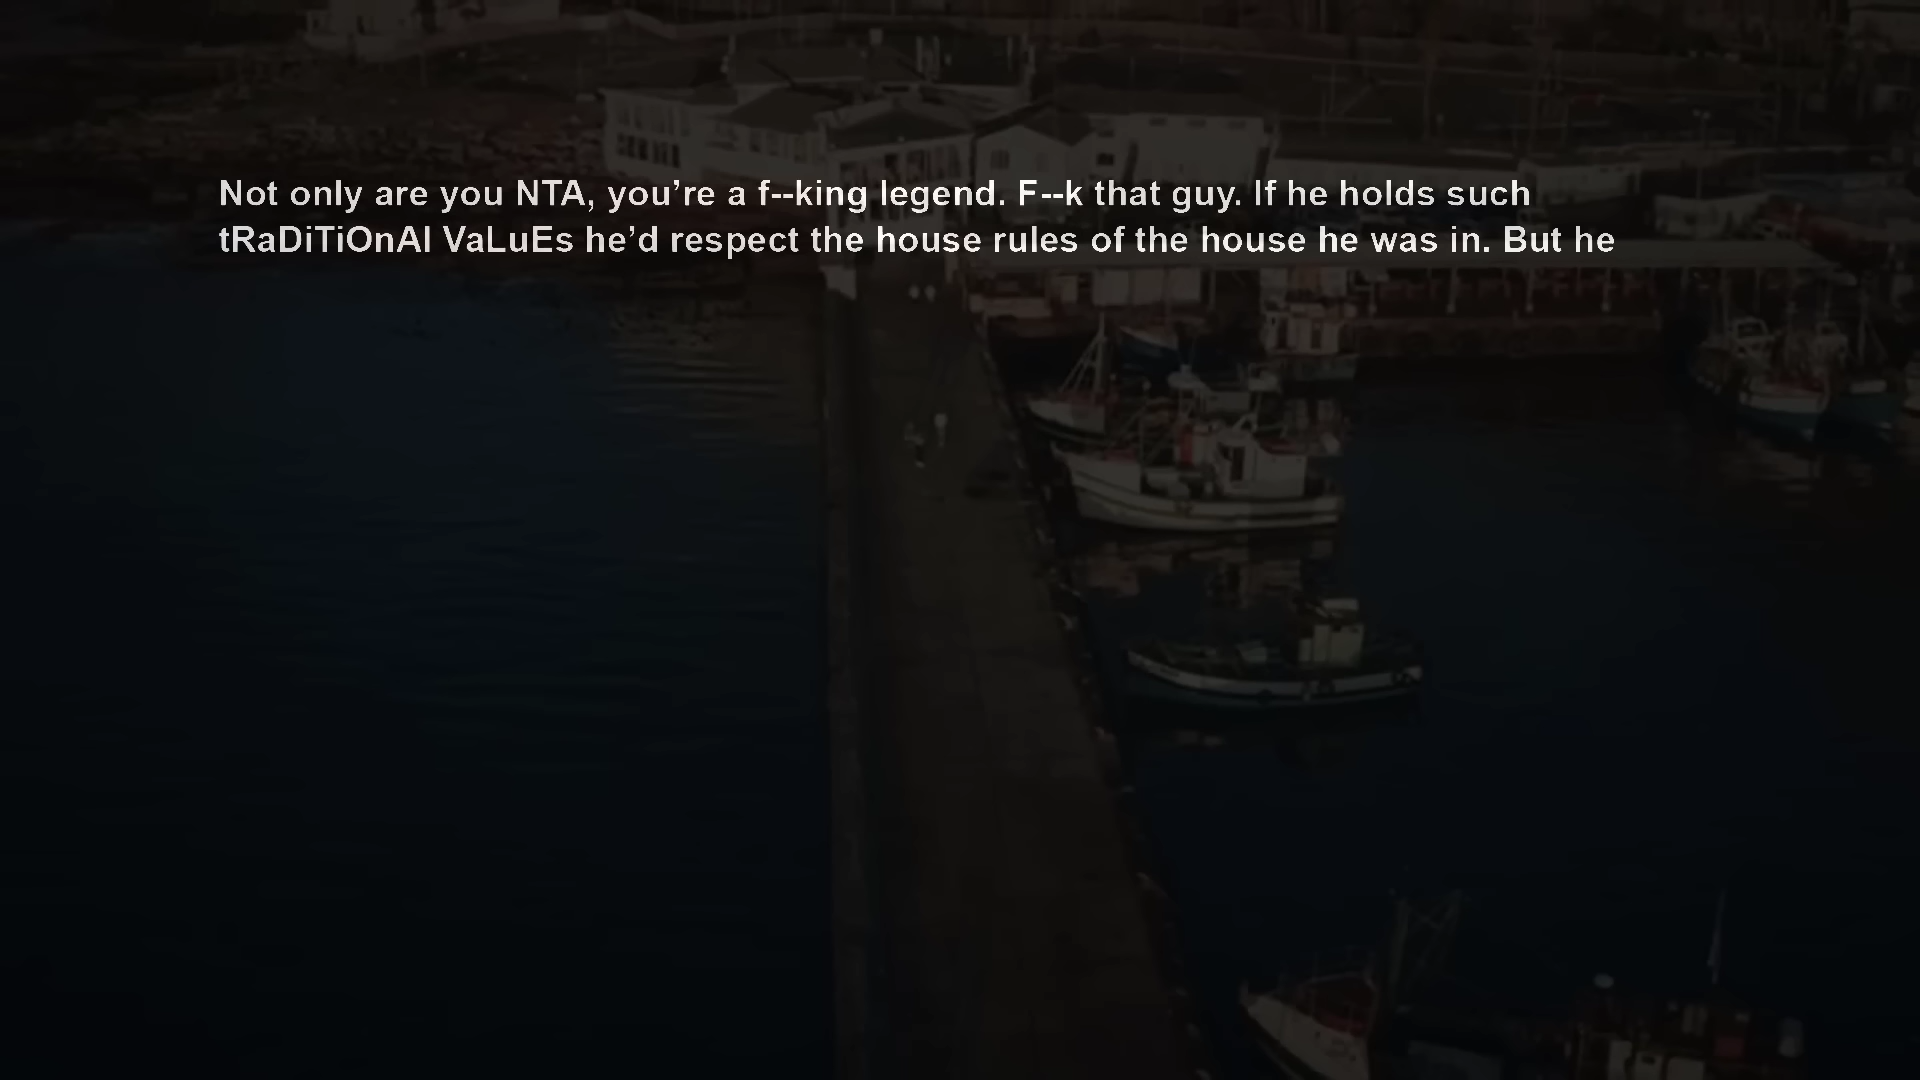 Not only are you NTA, you’re a f--king legend. F--k that guy. If he holds such
tRaDiTiOnAl VaLuEs he’d respect the house rules of the house he was in. But he